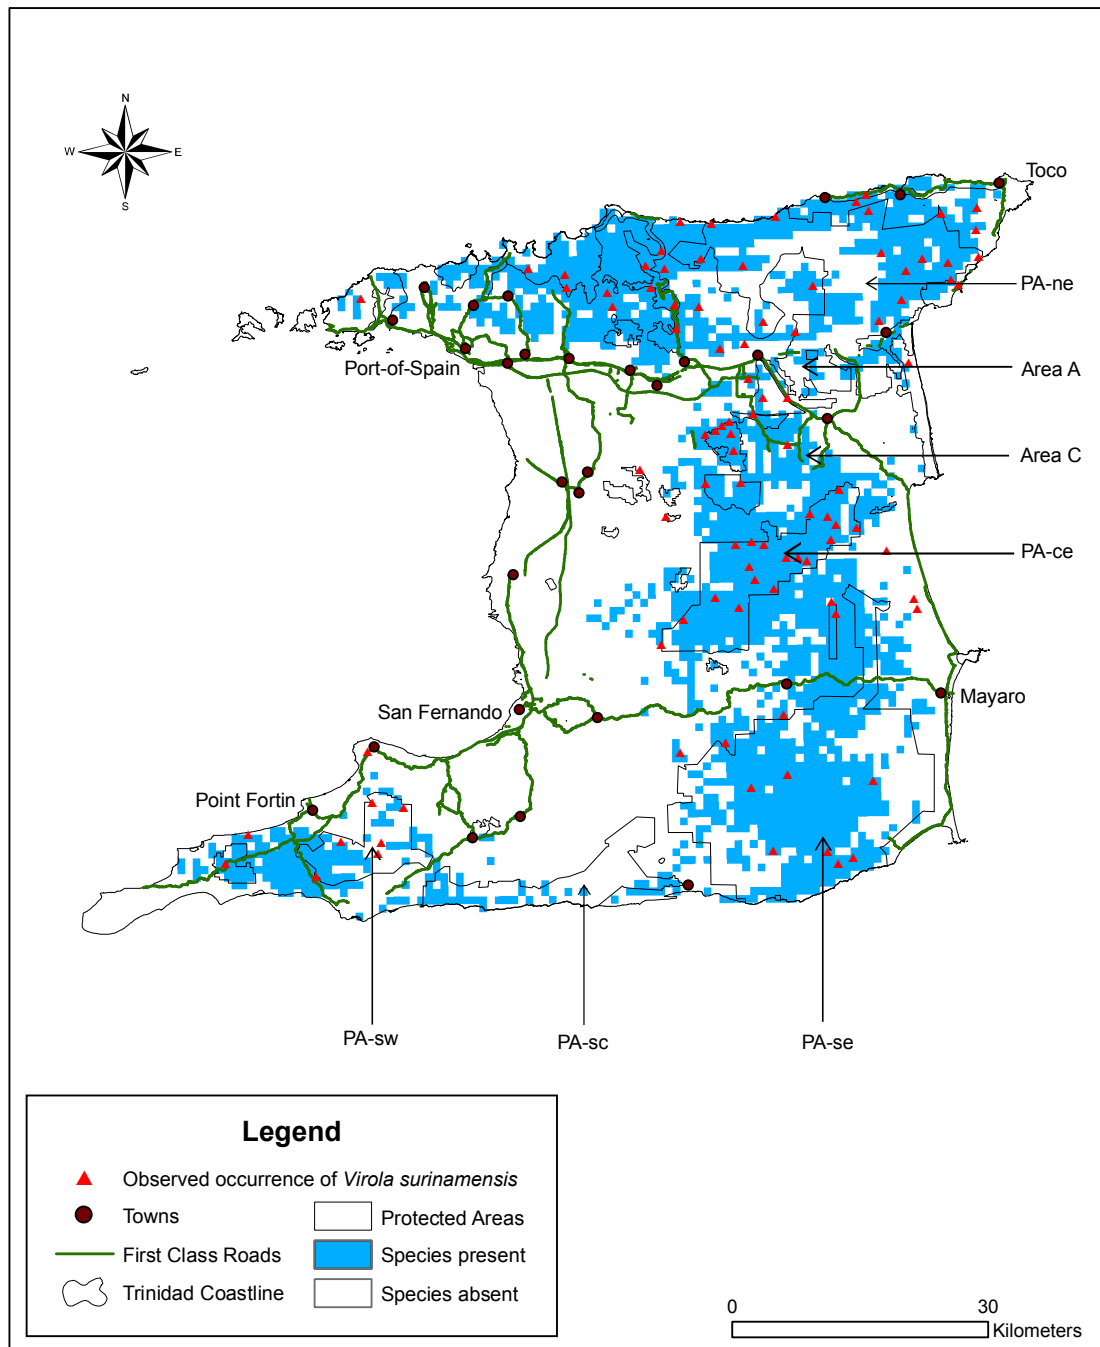 N
W
E
S
Toco
PA-ne
Port-of-Spain
Area A
Area C
PA-ce
San Fernando
Mayaro
Point Fortin
PA-sw
PA-sc
PA-se
Legend
Observed occurrence of Virola surinamensis
Towns
Protected Areas
First Class Roads
Species present
Trinidad Coastline
Species absent
0
30
Kilometers